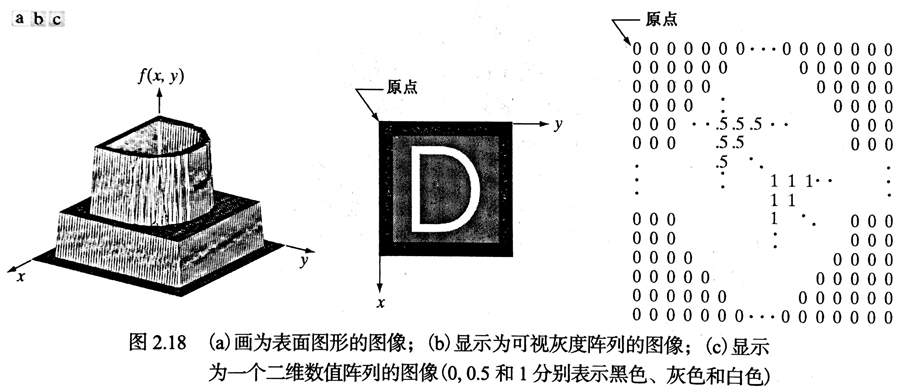 a b c
f(x, y)
x
y
原点
y
x
原点
0 0 0 0 0 0 0 ··· 0 0 0 0 0 0 0
0 0 0 0 0 0 0 0 0 0 0 0
0 0 0 0 0 0 0 0 0 0
0 0 0 0 · 0 0 0 0
0 0 0 ··.5 .5 .5 ·· 0 0 0
0 0 0 .5 .5 0 0 0
.5
1 1 1 ··
1 1
0 0 0 1 · 0 0 0
0 0 0 · 0 0 0
0 0 0 0 0 0 0 0
0 0 0 0 0 0 0 0 0 0
0 0 0 0 0 0 0 0 0 0 0 0
0 0 0 0 0 0 0 ··· 0 0 0 0 0 0 0
图 2.18 (a)画为表面图形的图像；(b)显示为可视灰度阵列的图像；(c)显示
为一个二维数值阵列的图像(0, 0.5 和 1 分别表示黑色、灰色和白色)